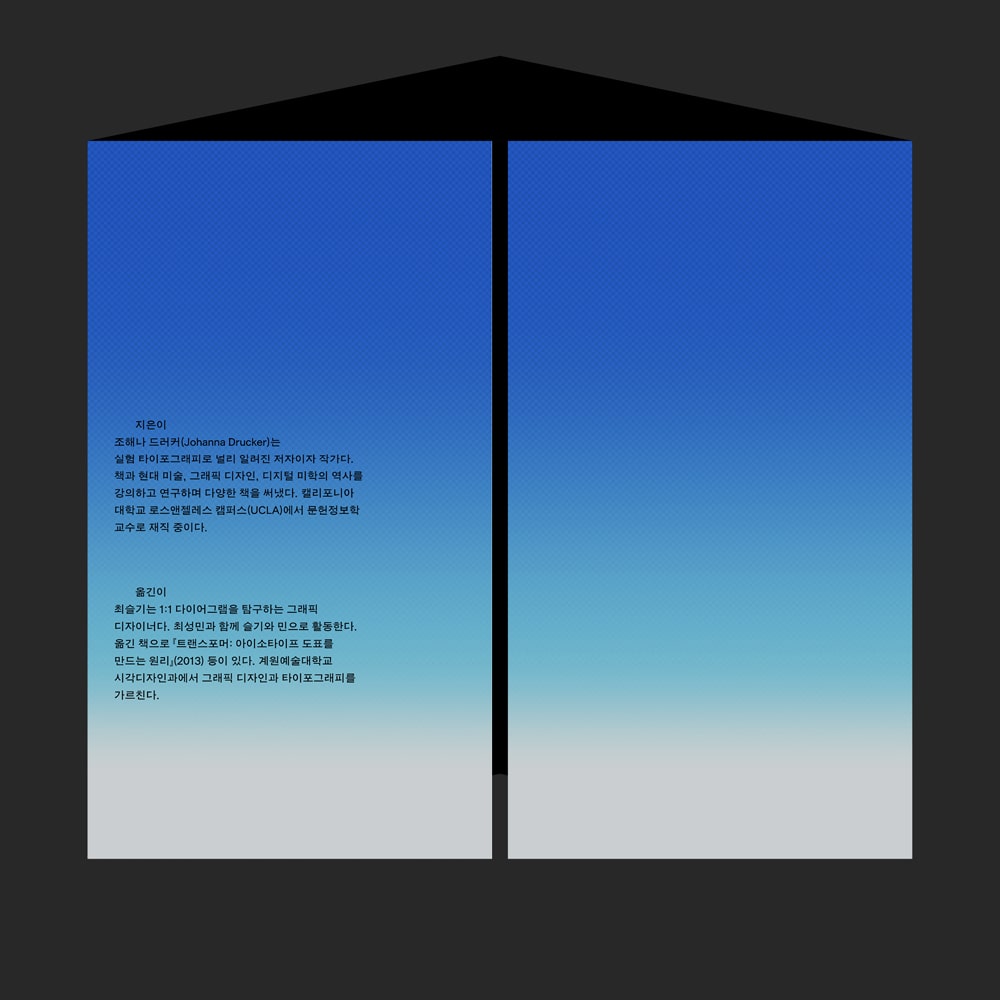 지은이
조해나 드러커(Johanna Drucker)는
실험 타이포그래피로 널리 알려진 저자이자 작가다.
책과 현대 미술, 그래픽 디자인, 디지털 미학의 역사를
강의하고 연구하며 다양한 책을 써냈다. 캘리포니아
대학교 로스앤젤레스 캠퍼스(UCLA)에서 문헌정보학
교수로 재직 중이다.
옮긴이
최슬기는 1:1 다이어그램을 탐구하는 그래픽
디자이너다. 최성민과 함께 슬기와 민으로 활동한다.
옮긴 책으로 『트랜스포머: 아이소타이프 도표를
만드는 원리』(2013) 등이 있다. 계원예술대학교
시각디자인과에서 그래픽 디자인과 타이포그래피를
가르친다.